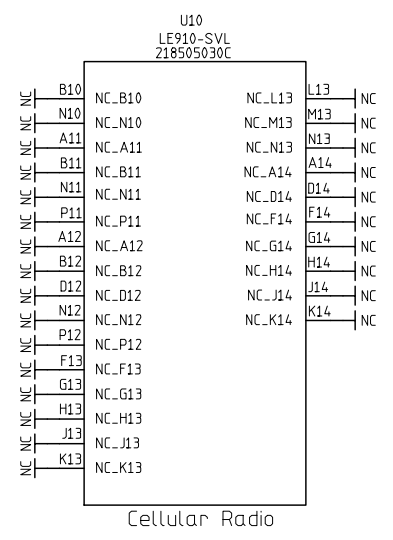 U10
LE910-SVL
218505030C
NC B10 NC_B10 NC_L13 L13 NC
NC N10 NC_N10 NC_M13 M13 NC
NC A11 NC_A11 NC_N13 N13 NC
NC B11 NC_B11 NC_A14 A14 NC
NC N11 NC_N11 NC_D14 D14 NC
NC P11 NC_P11 NC_F14 F14 NC
NC A12 NC_A12 NC_G14 G14 NC
NC B12 NC_B12 NC_H14 H14 NC
NC D12 NC_D12 NC_J14 J14 NC
NC N12 NC_N12 NC_K14 K14 NC
NC P12 NC_P12
NC F13 NC_F13
NC G13 NC_G13
NC H13 NC_H13
NC J13 NC_J13
NC K13 NC_K13
Cellular Radio